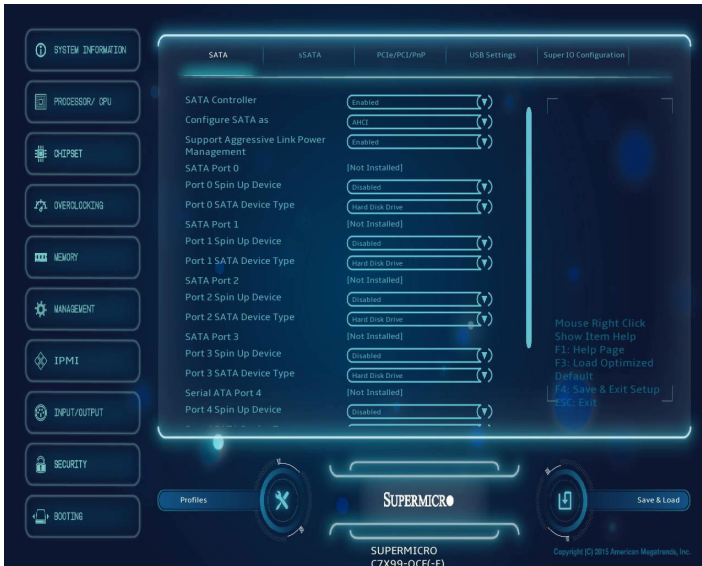 SYSTEM INFORMATION
PROCESSOR/ CPU
CHIPSET
OVERCLOCKING
MEMORY
MANAGEMENT
IPMI
INPUT/OUTPUT
SECURITY
BOOTING
SATA sSATA PCIe/PCI/PnP USB Settings Super IO Configuration
SATA Controller Enabled
Configure SATA as AHCI
Support Aggressive Link Power Enabled
Management
SATA Port 0 [Not Installed]
Port 0 Spin Up Device Disabled
Port 0 SATA Device Type Hard Disk Drive
SATA Port 1 [Not Installed]
Port 1 Spin Up Device Disabled
Port 1 SATA Device Type Hard Disk Drive
SATA Port 2 [Not Installed]
Port 2 Spin Up Device Disabled
Port 2 SATA Device Type Hard Disk Drive
SATA Port 3 [Not Installed]
Port 3 Spin Up Device Disabled
Port 3 SATA Device Type Hard Disk Drive
Serial ATA Port 4 [Not Installed]
Port 4 Spin Up Device Disabled
Mouse Right Click
Show Item Help
F1: Help Page
F3: Load Optimized
Default
F4: Save & Exit Setup
ESC: Exit
Profiles
SUPERMICRO
Save & Load
SUPERMICRO
C7X99-OCE(-F)
Copyright (C) 2015 American Megatrends, Inc.